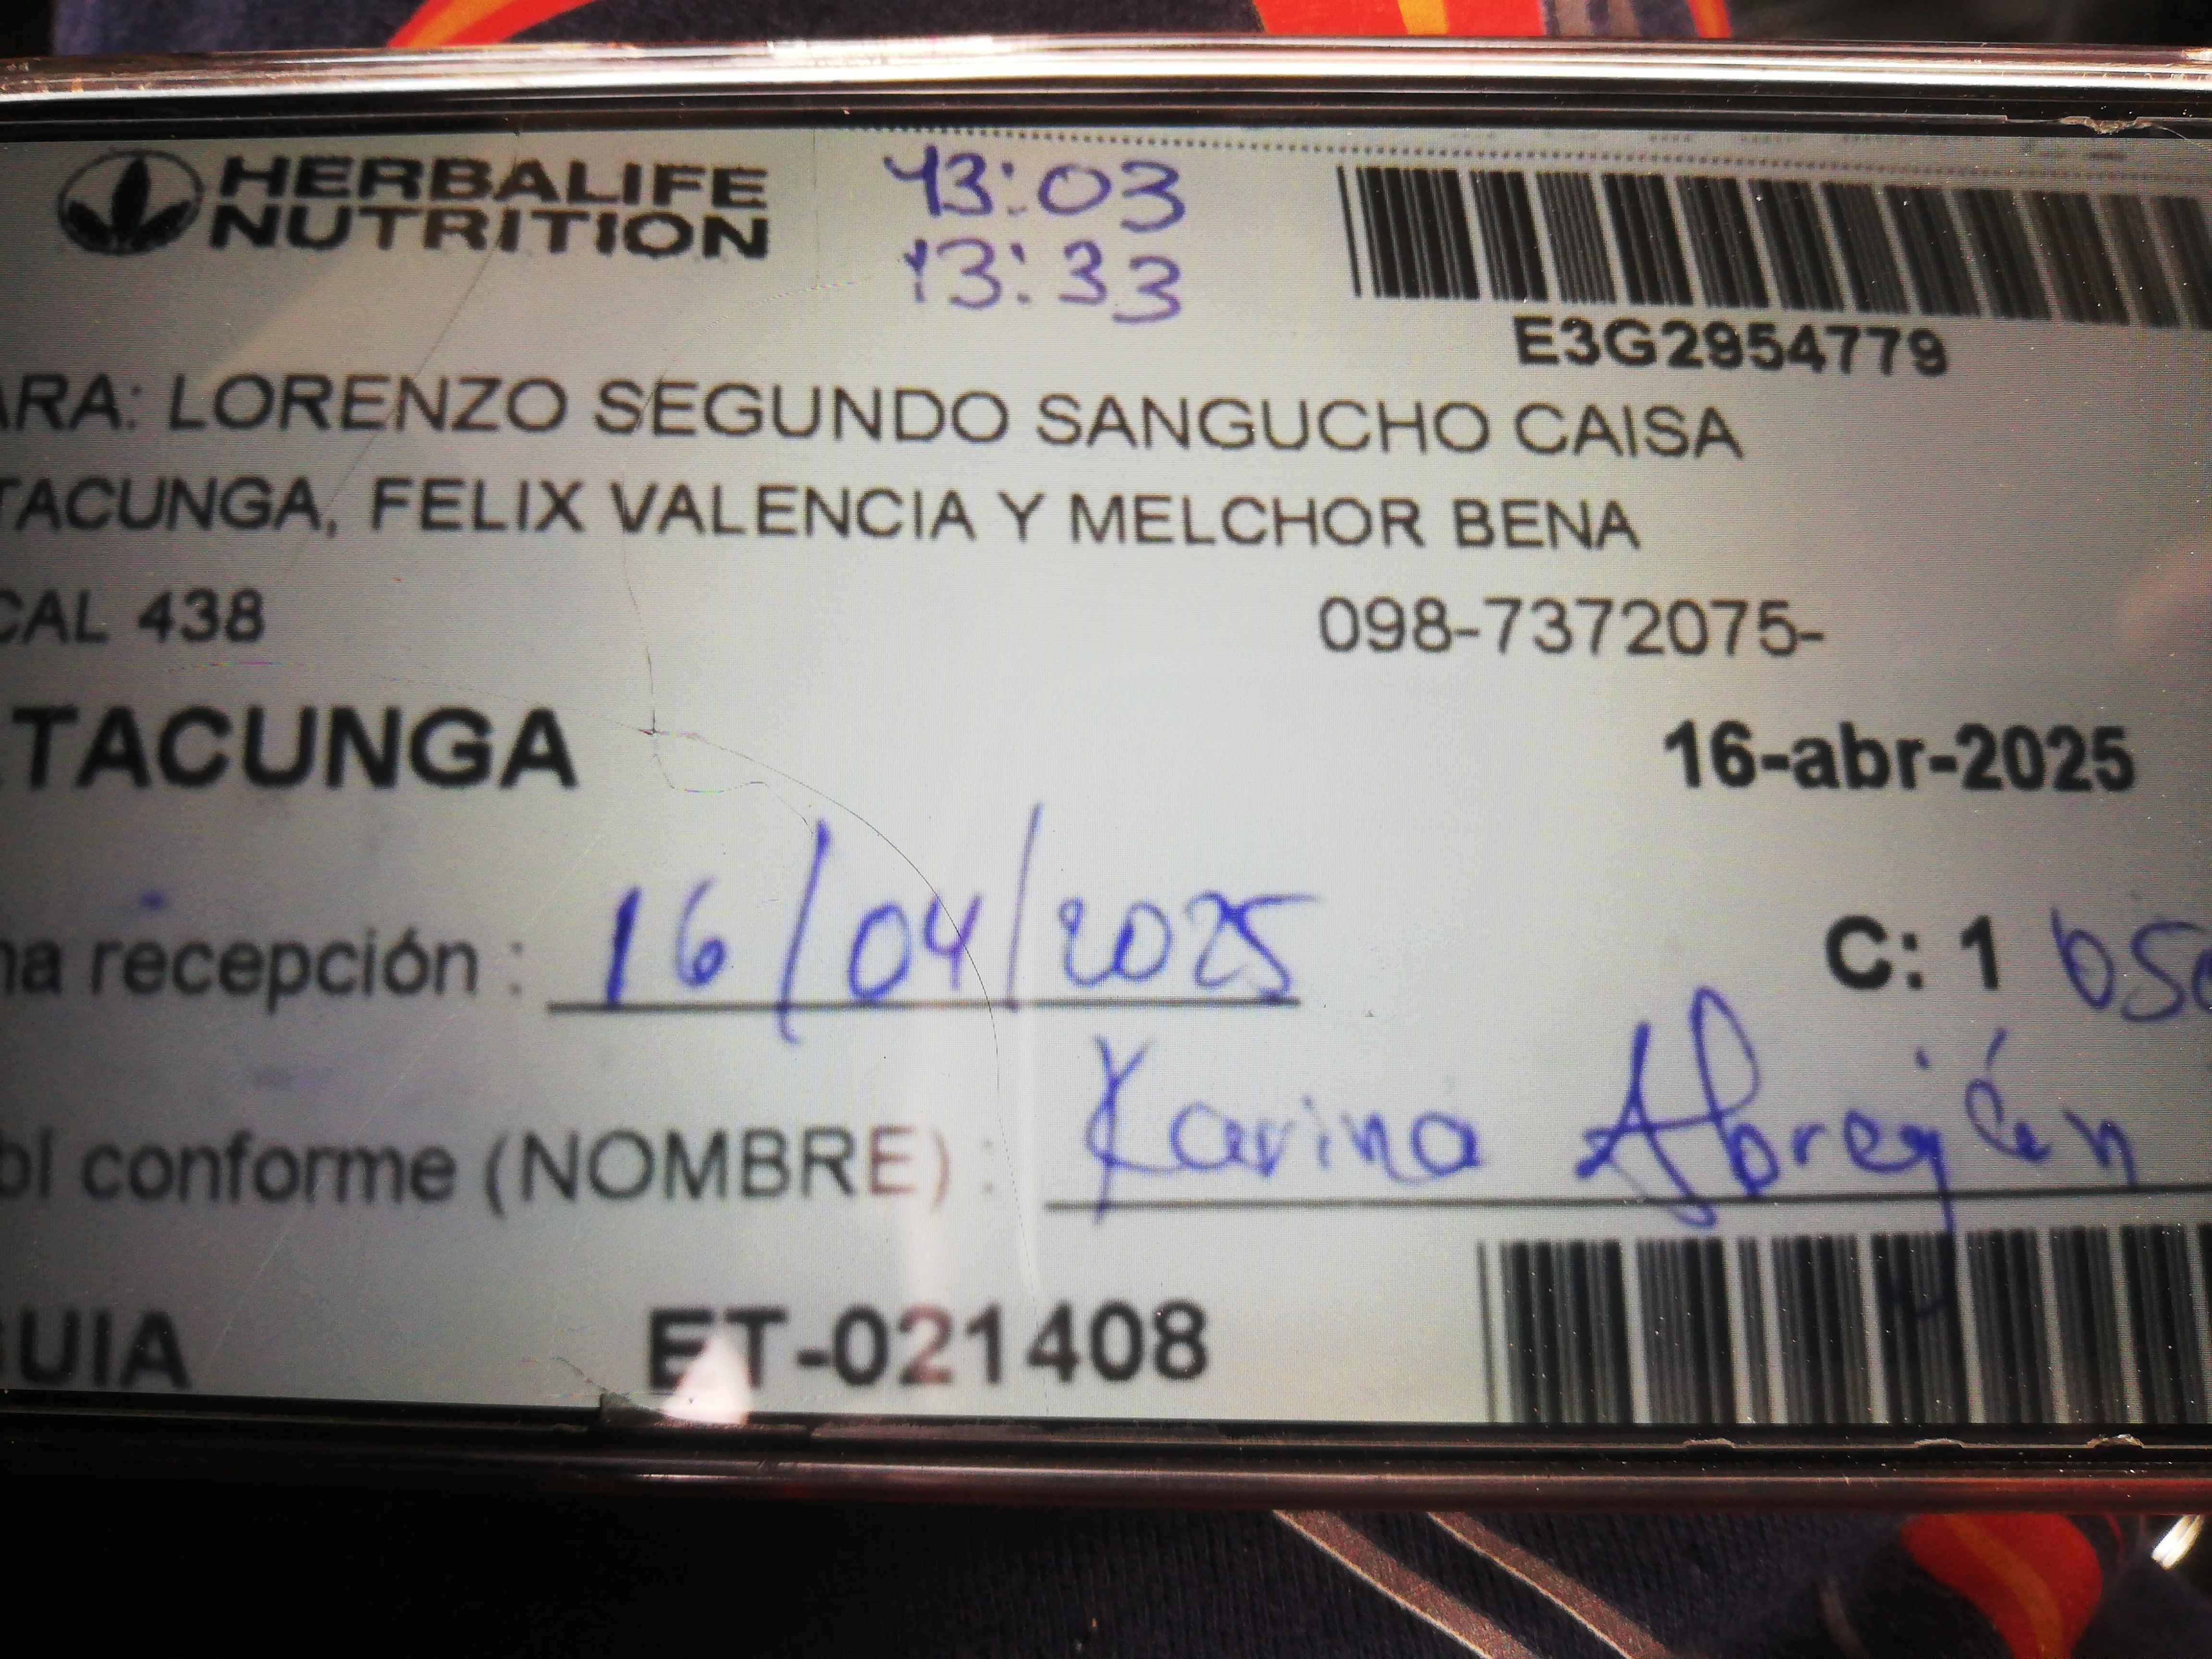 HERBALIFE
NUTRITION
13:03
13:33
E3G2954779
ARA: LORENZO SEGUNDO SANGUCHO CAISA
TACUNGA, FELIX VALENCIA Y MELCHOR BENA
CAL 438 098-7372075-
TACUNGA 16-abr-2025
ha recepción : 16/04/2025 C: 1
bI conforme (NOMBRE) : Karina
UIA ET-021408